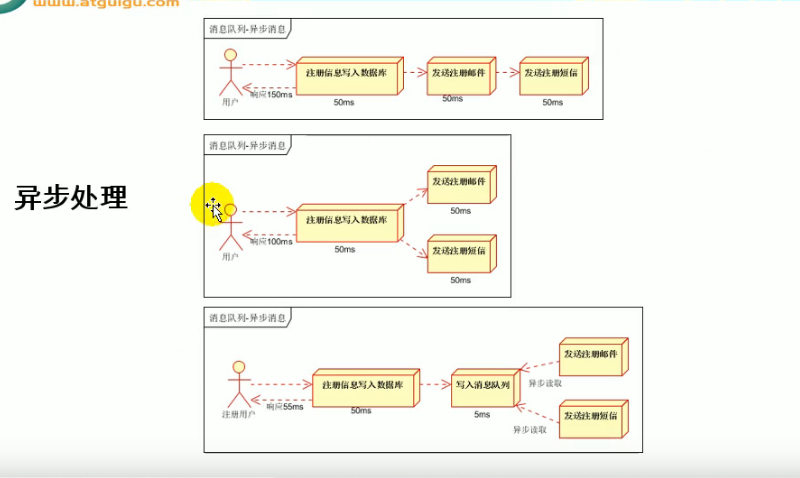 www.atguigu.com
消息队列-异步消息
注册信息写入数据库
发送注册邮件
发送注册短信
用户
响应150ms
50ms
50ms
50ms
异步处理
消息队列-异步消息
注册信息写入数据库
发送注册邮件
50ms
发送注册短信
用户
响应100ms
50ms
50ms
消息队列-异步消息
注册信息写入数据库
写入消息队列
发送注册邮件
异步读取
注册用户
响应55ms
50ms
5ms
发送注册短信
异步读取